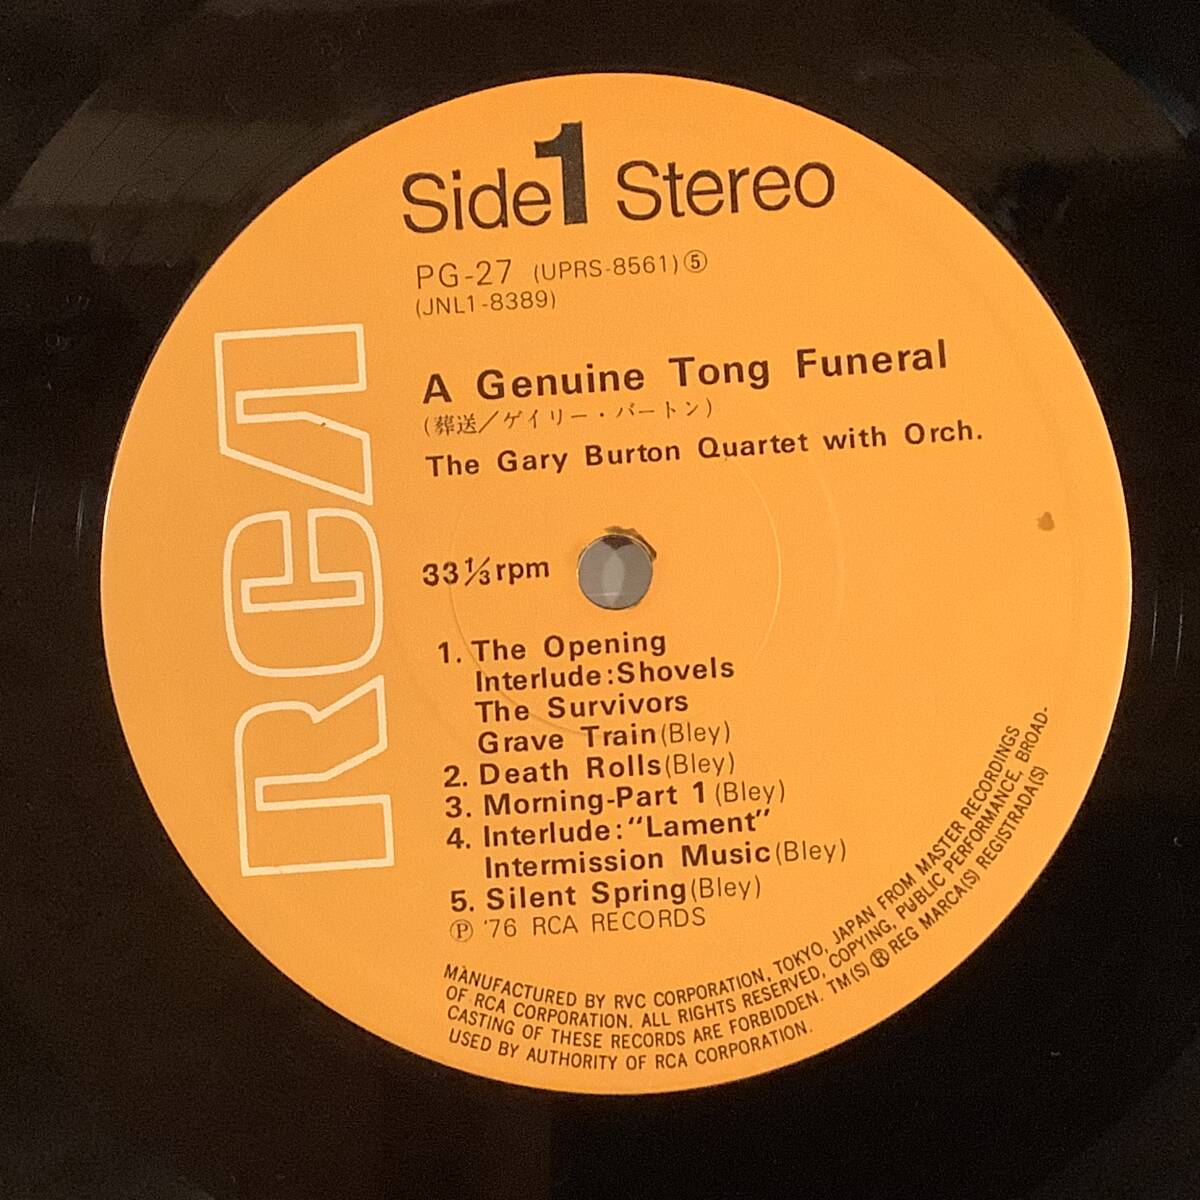 Side 1 Stereo
PG-27 (UPRS-8561)⑤
(JNL1-8389)
A Genuine Tong Funeral
(葬送/ゲイリー・バートン)
The Gary Burton Quartet with Orch.
RCA
33 1/3 rpm
1. The Opening
Interlude:Shovels
The Survivors
Grave Train(Bley)
2. Death Rolls(Bley)
3. Morning-Part 1(Bley)
4. Interlude:"Lament"
Intermission Music(Bley)
5. Silent Spring(Bley)
Ⓟ '76 RCA RECORDS
MANUFACTURED BY RVC CORPORATION, TOKYO, JAPAN FROM MASTER RECORDINGS
OF RCA CORPORATION. ALL RIGHTS RESERVED, COPYING, PUBLIC PERFORMANCE, BROAD-
CASTING OF THESE RECORDS ARE FORBIDDEN. TM(S) ® REG MARCA(S) REGISTRADA(S)
USED BY AUTHORITY OF RCA CORPORATION.